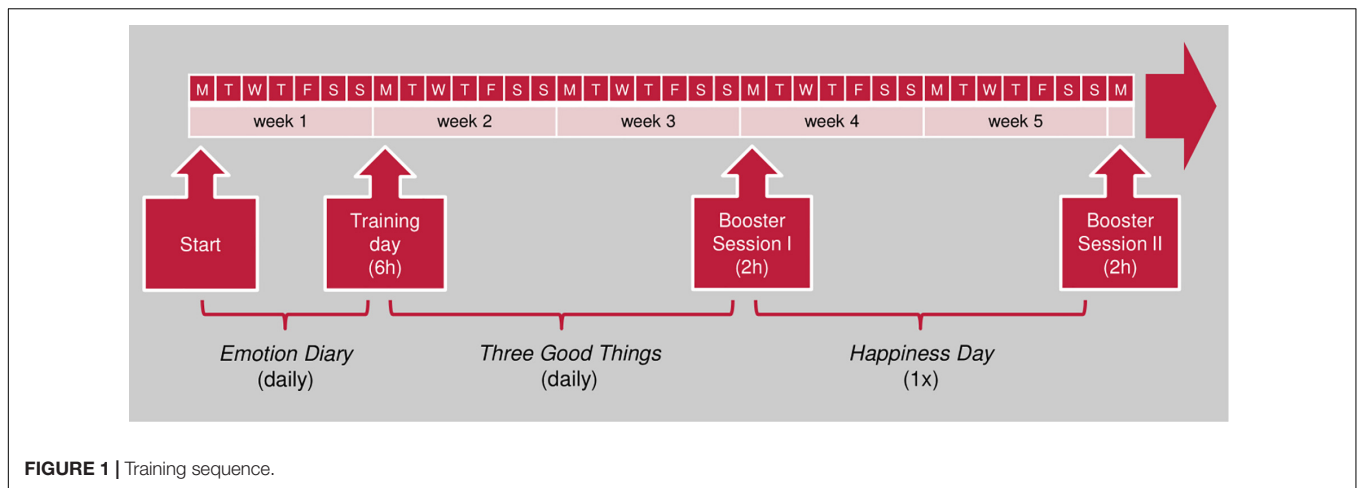 M T W T F S S M T W T F S S M T W T F S S M T W T F S S M T W T F S S M
week 1 week 2 week 3 week 4 week 5
Start
Training
day
(6h)
Booster
Session I
(2h)
Booster
Session II
(2h)
Emotion Diary
(daily)
Three Good Things
(daily)
Happiness Day
(1x)
FIGURE 1 | Training sequence.